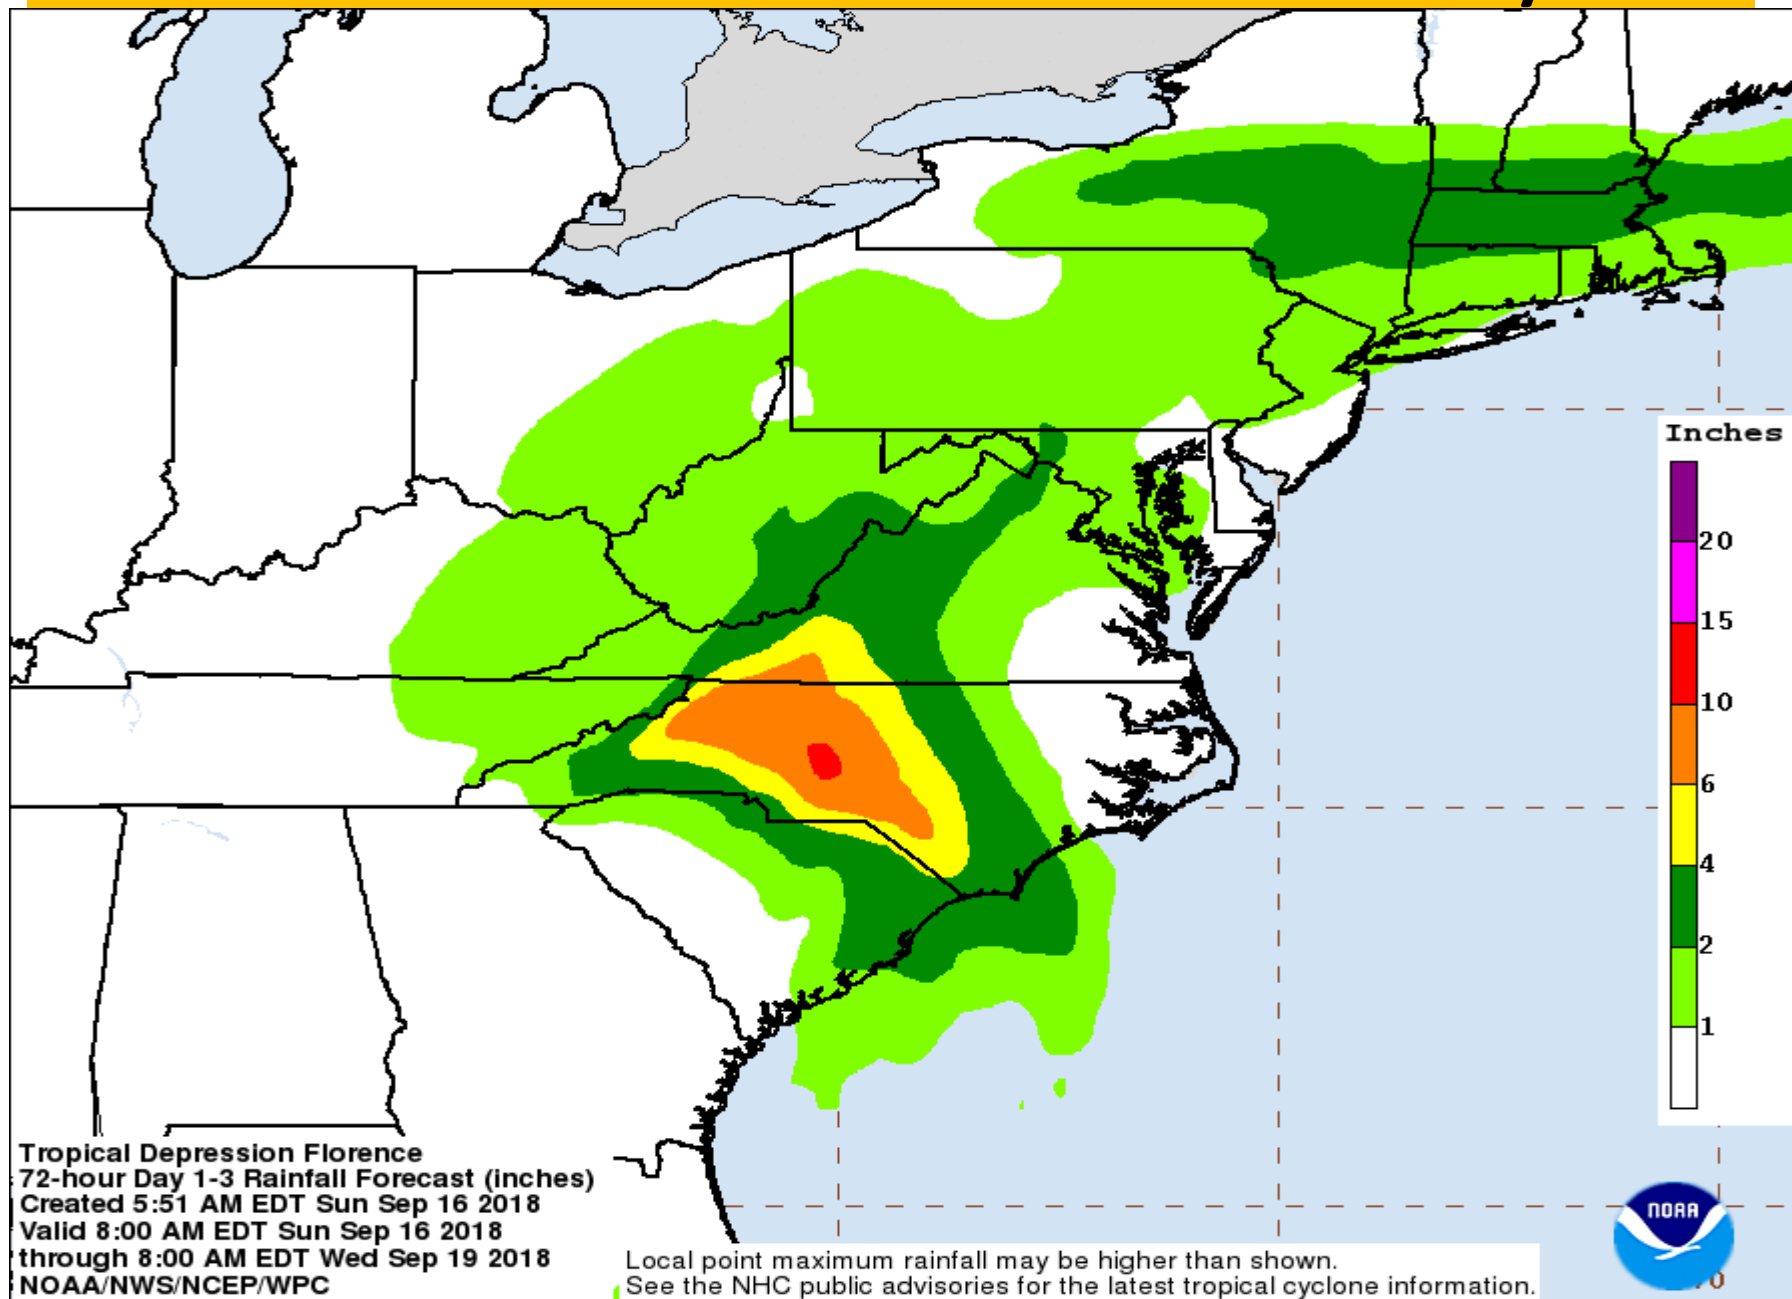 Inches
20
15
10
6
4
2
1
Tropical Depression Florence
72-hour Day 1-3 Rainfall Forecast (inches)
Created 5:51 AM EDT Sun Sep 16 2018
Valid 8:00 AM EDT Sun Sep 16 2018
through 8:00 AM EDT Wed Sep 19 2018
NOAA/NWS/NCEP/WPC
Local point maximum rainfall may be higher than shown.
See the NHC public advisories for the latest tropical cyclone information.
NOAA